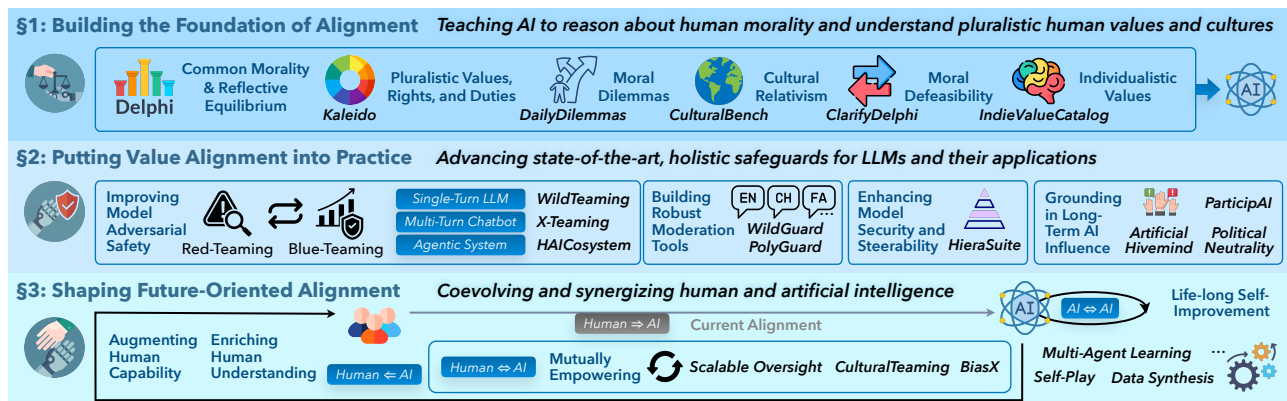 §1: Building the Foundation of Alignment Teaching AI to reason about human morality and understand pluralistic human values and cultures
Delphi
Common Morality
& Reflective
Equilibrium
Kaleido
Pluralistic Values,
Rights, and Duties
DailyDilemmas
Moral
Dilemmas
CulturalBench
Cultural
Relativism
ClarifyDelphi
Moral
Defeasibility
IndieValueCatalog
Individualistic
Values
AI
§2: Putting Value Alignment into Practice Advancing state-of-the-art, holistic safeguards for LLMs and their applications
Improving
Model
Adversarial
Safety
Red-Teaming
Blue-Teaming
Single-Turn LLM WildTeaming
Multi-Turn Chatbot X-Teaming
Agentic System HAICosystem
Building
Robust
Moderation
Tools
EN CH FA
...
WildGuard
PolyGuard
Enhancing
Model
Security and
Steerability
HieraSuite
Grounding
in Long-
Term AI
Influence
ParticipAI
Artificial
Hivemind
Political
Neutrality
§3: Shaping Future-Oriented Alignment Coevolving and synergizing human and artificial intelligence
Augmenting
Human
Capability
Enriching
Human
Understanding
Human ⇐ AI
Human ⇒ AI Current Alignment
Human ⇔ AI
Mutually
Empowering
Scalable Oversight CulturalTeaming BiasX
AI
AI ⇔ AI
Life-long Self-
Improvement
Multi-Agent Learning ...
Self-Play Data Synthesis